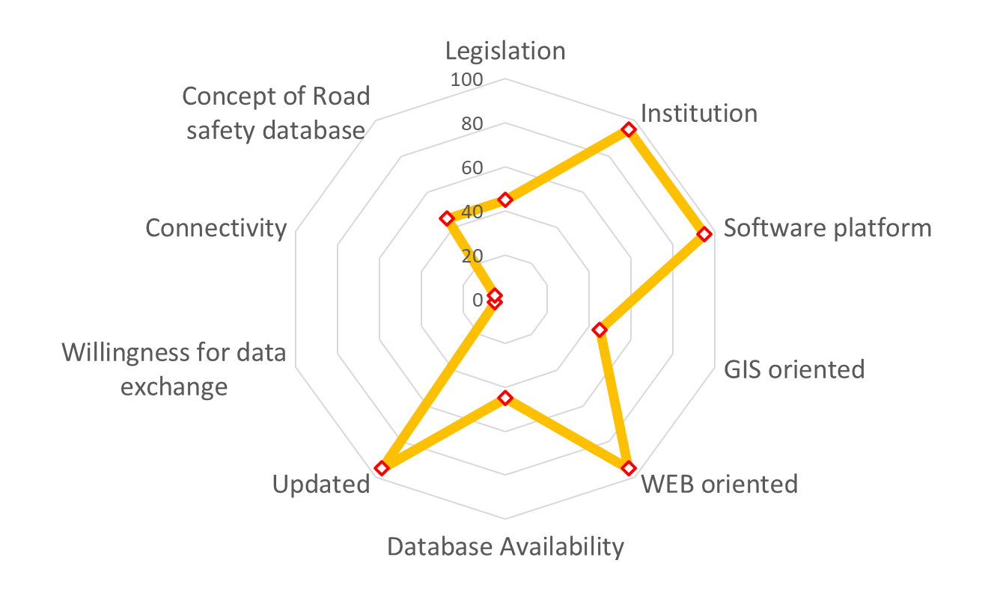 Legislation
100
Concept of Road
safety database
Institution
80
60
40
Connectivity
Software platform
20
0
Willingness for data
exchange
GIS oriented
Updated
WEB oriented
Database Availability